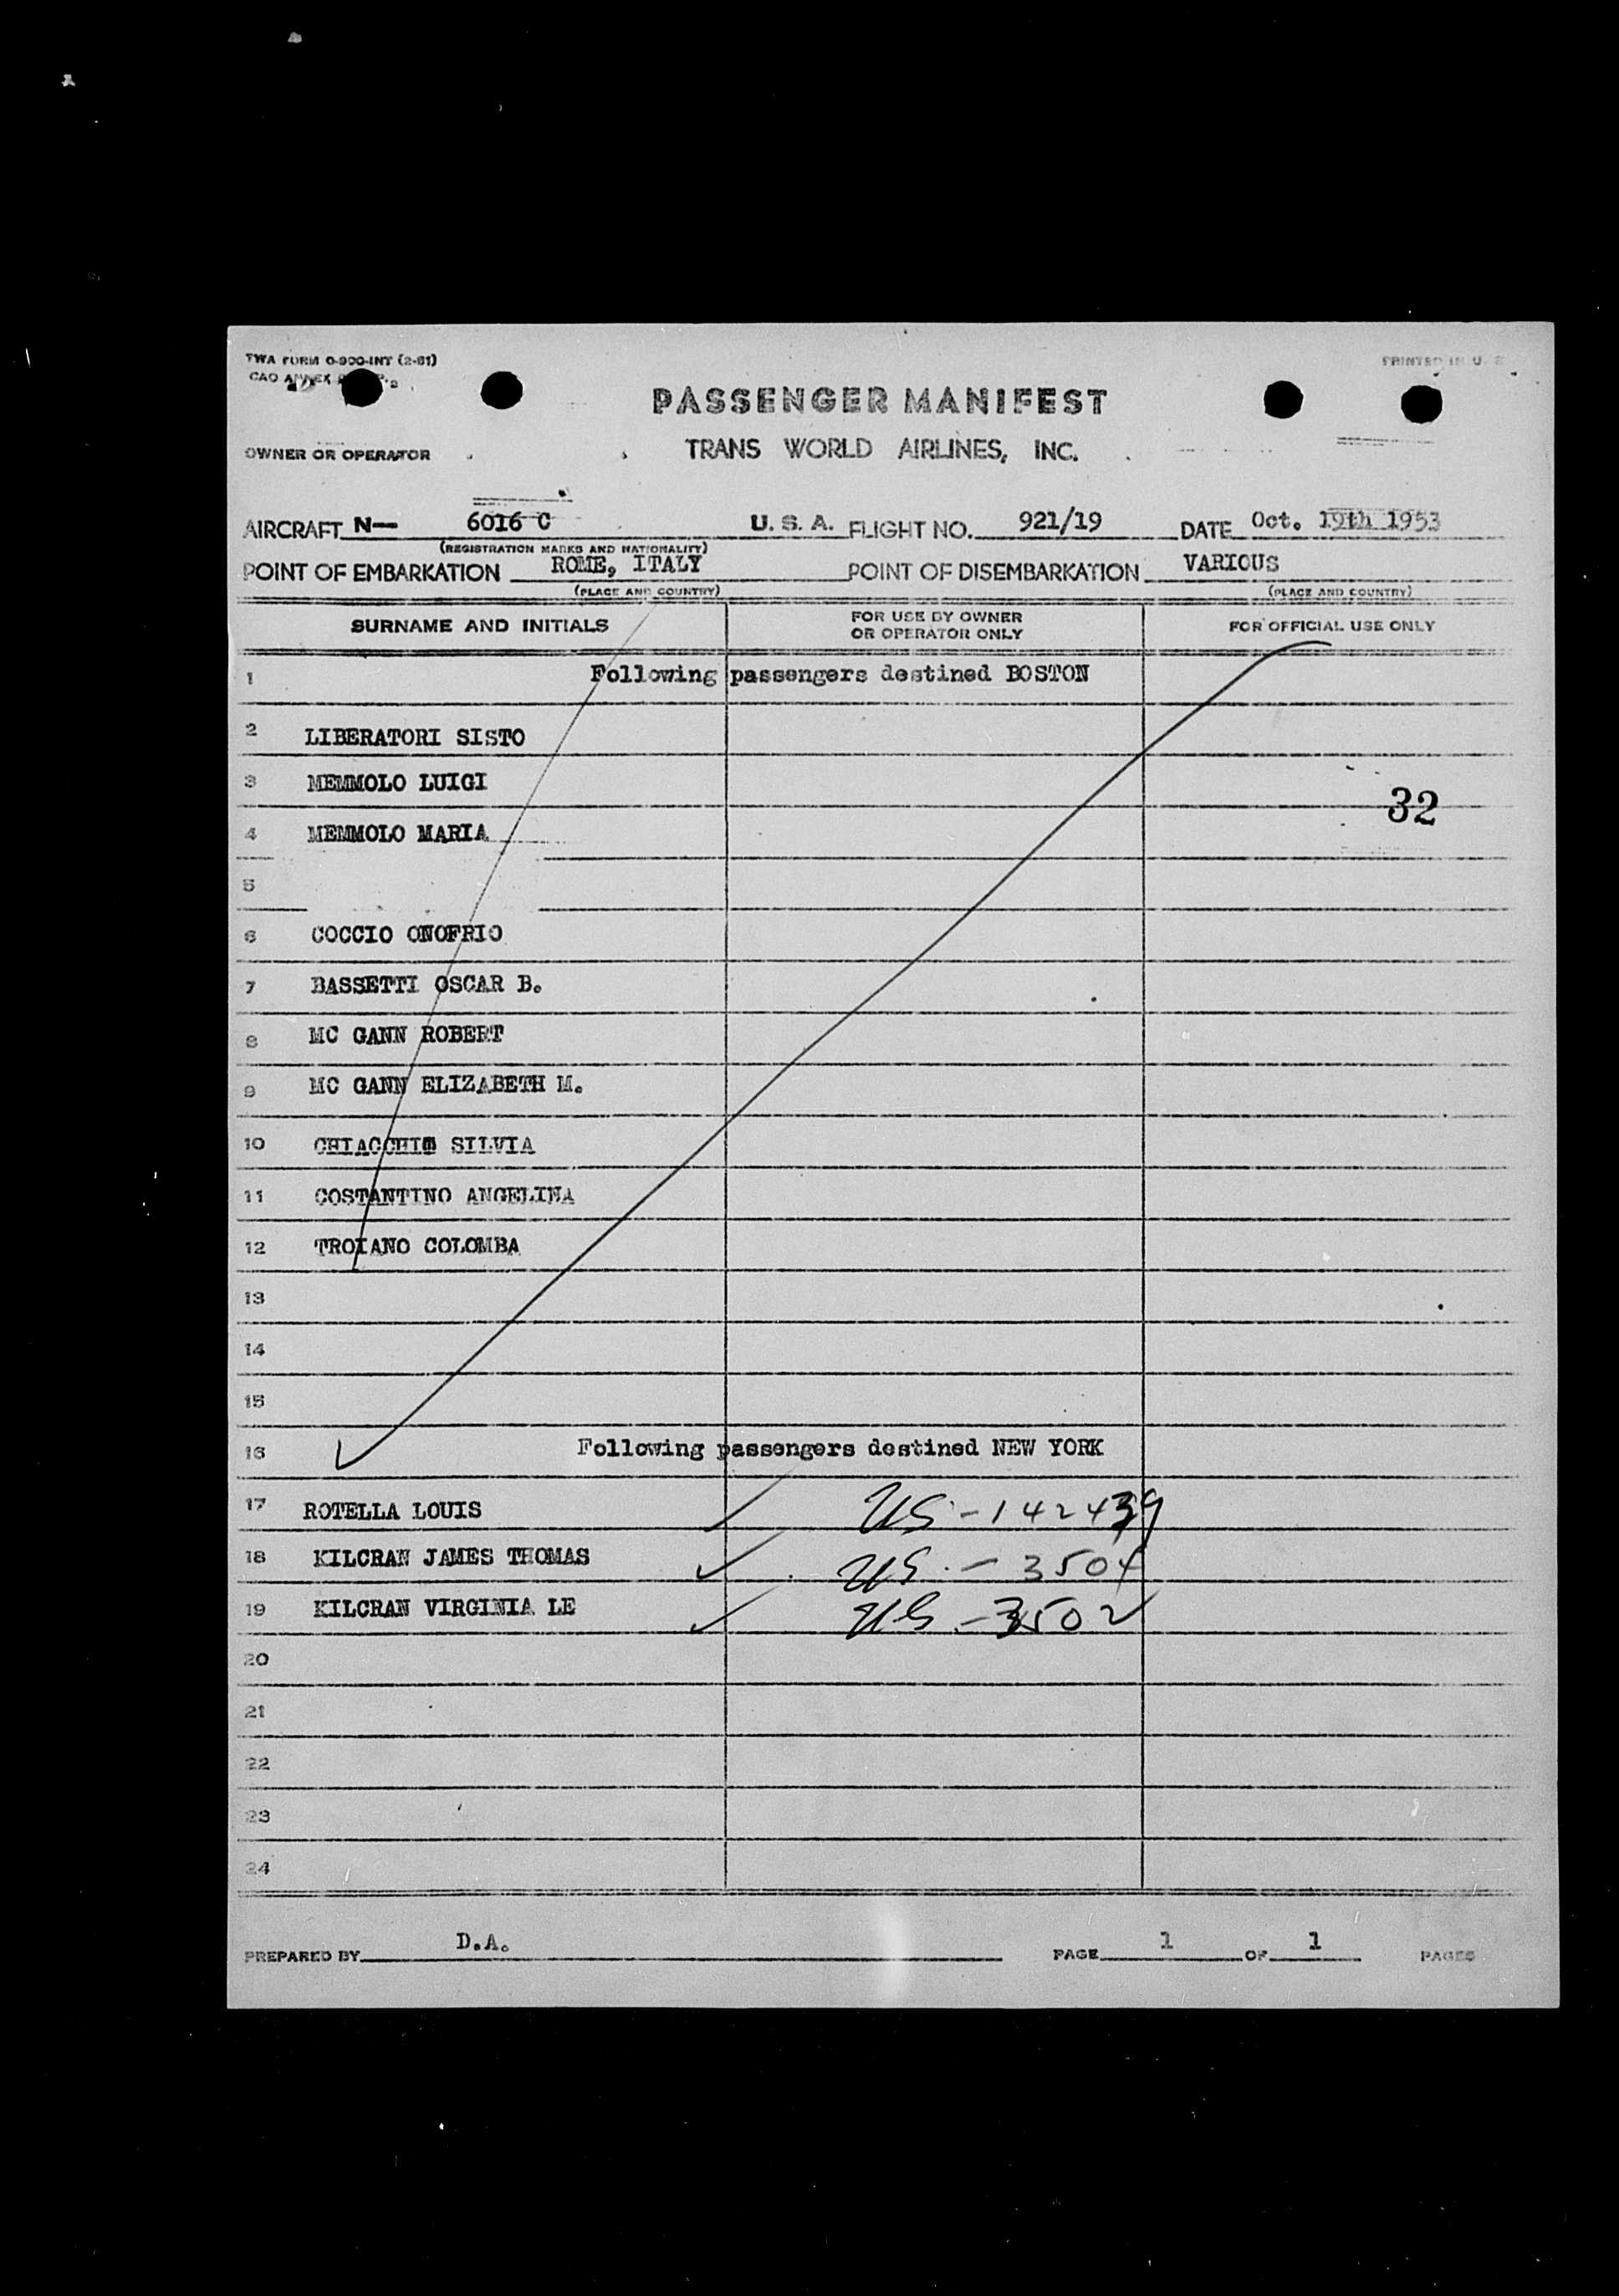 TWA FORM 0-900-INT (2-51)
PRINTED IN U. S.
PASSENGER MANIFEST
OWNER OR OPERATOR TRANS WORLD AIRLINES, INC.
AIRCRAFT N— 6016 C U. S. A. FLIGHT NO. 921/19 DATE Oct. 19th 1953
(REGISTRATION MARKS AND NATIONALITY)
POINT OF EMBARKATION ROME, ITALY POINT OF DISEMBARKATION VARIOUS
(PLACE AND COUNTRY) (PLACE AND COUNTRY)
SURNAME AND INITIALS FOR USE BY OWNER OR OPERATOR ONLY FOR OFFICIAL USE ONLY
1 Following passengers destined BOSTON
2 LIBERATORI SISTO
3 MEMMOLO LUIGI
32
4 MEMMOLO MARIA
5
6 COCCIO ONOFRIO
7 BASSETTI OSCAR B.
8 MC GANN ROBERT
9 MC GANN ELIZABETH M.
10 CHIACCHIO SILVIA
11 COSTANTINO ANGELINA
12 TROIANO COLOMBA
13
14
15
16 Following passengers destined NEW YORK
17 ROTELLA LOUIS US - 142439
18 KILCRAN JAMES THOMAS US - 3504
19 KILCRAN VIRGINIA LE US - 3502
20
21
22
23
24
PREPARED BY D.A. PAGE 1 OF 1 PAGES